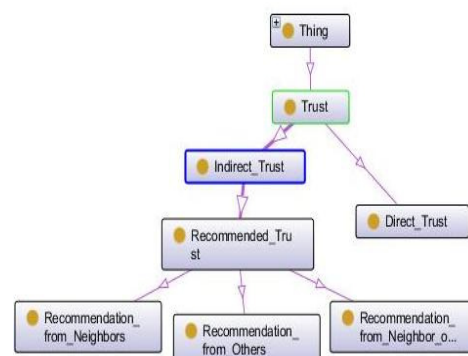 Thing
Trust
Indirect_Trust
Direct_Trust
Recommended_Tru
st
Recommendation_
from_Neighbors
Recommendation_
from_Others
Recommendation_
from_Neighbor_o...